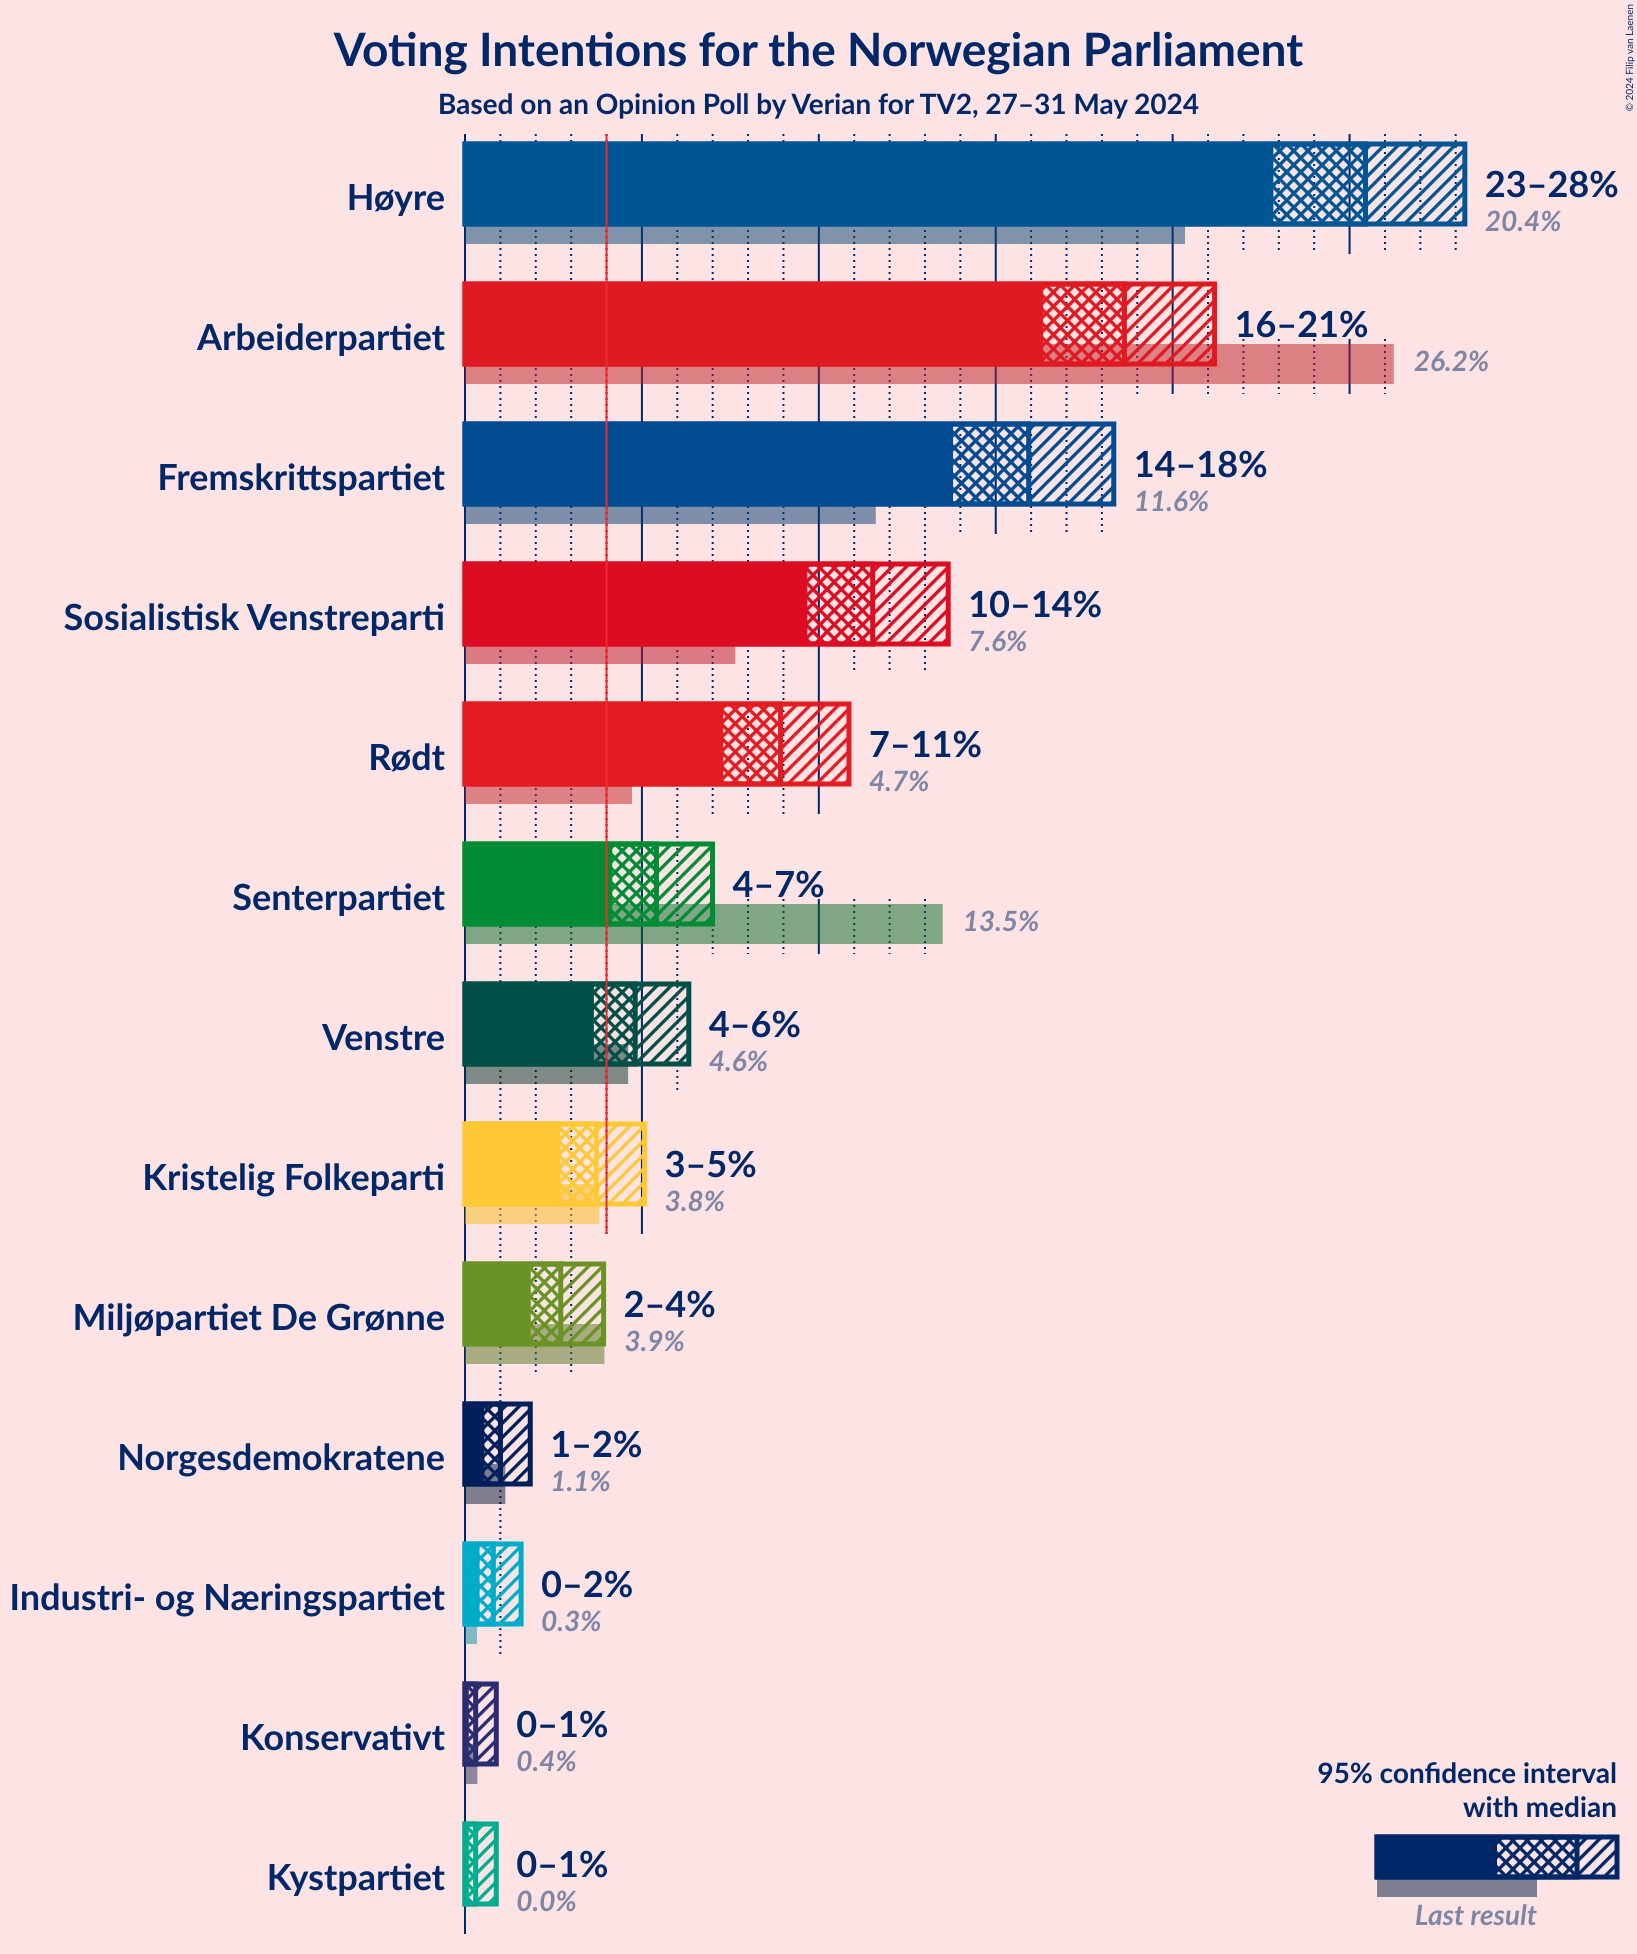 © 2024 Filip van Laenen
Voting Intentions for the Norwegian Parliament
Based on an Opinion Poll by Verian for TV2, 27–31 May 2024
Høyre
23–28%
20.4%
Arbeiderpartiet
16–21%
26.2%
Fremskrittspartiet
14–18%
11.6%
Sosialistisk Venstreparti
10–14%
7.6%
Rødt
7–11%
4.7%
Senterpartiet
4–7%
13.5%
Venstre
4–6%
4.6%
Kristelig Folkeparti
3–5%
3.8%
Miljøpartiet De Grønne
2–4%
3.9%
Norgesdemokratene
1–2%
1.1%
Industri- og Næringspartiet
0–2%
0.3%
Konservativt
0–1%
0.4%
Kystpartiet
0–1%
0.0%
95% confidence interval
with median
Last result